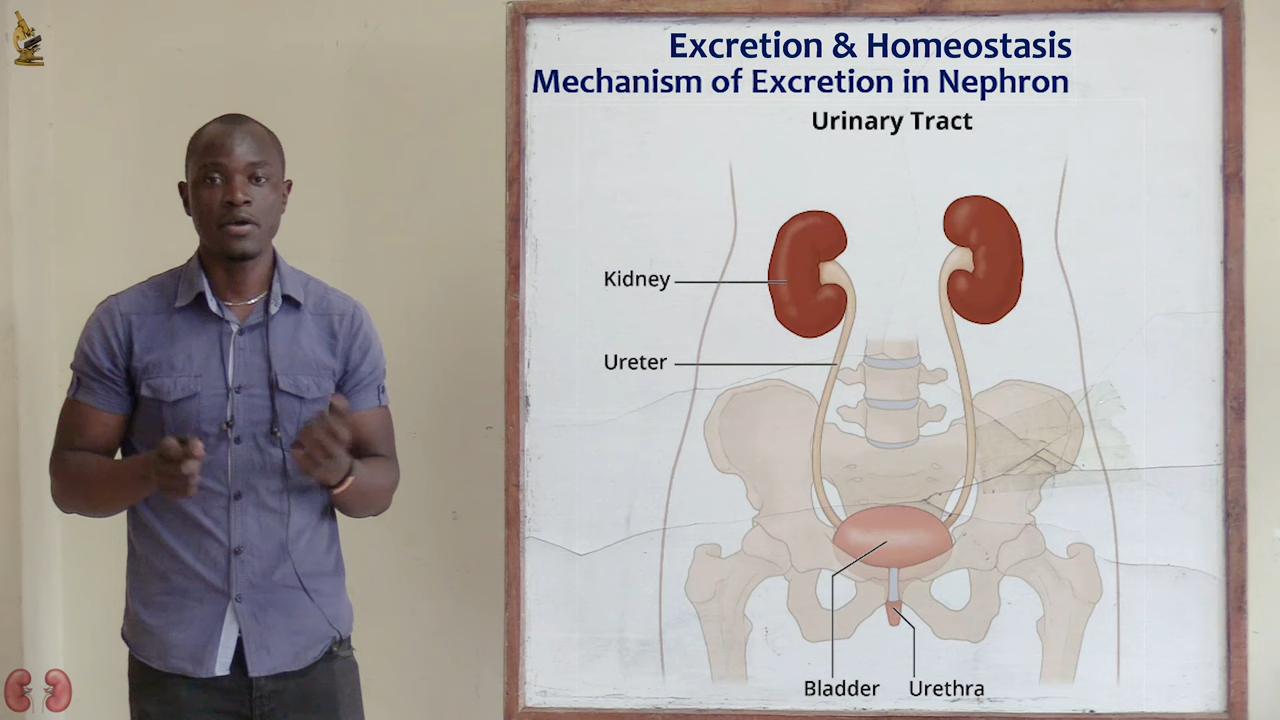 Excretion & Homeostasis
Mechanism of Excretion in Nephron
Urinary Tract
Kidney
Ureter
Bladder
Urethra